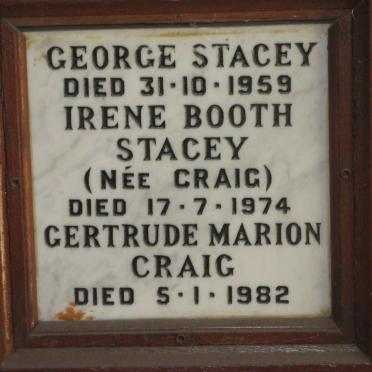 GEORGE STACEY
DIED 31·10·1959
IRENE BOOTH
STACEY
(NÉE CRAIG)
DIED 17·7·1974
GERTRUDE MARION
CRAIG
DIED 5·1·1982